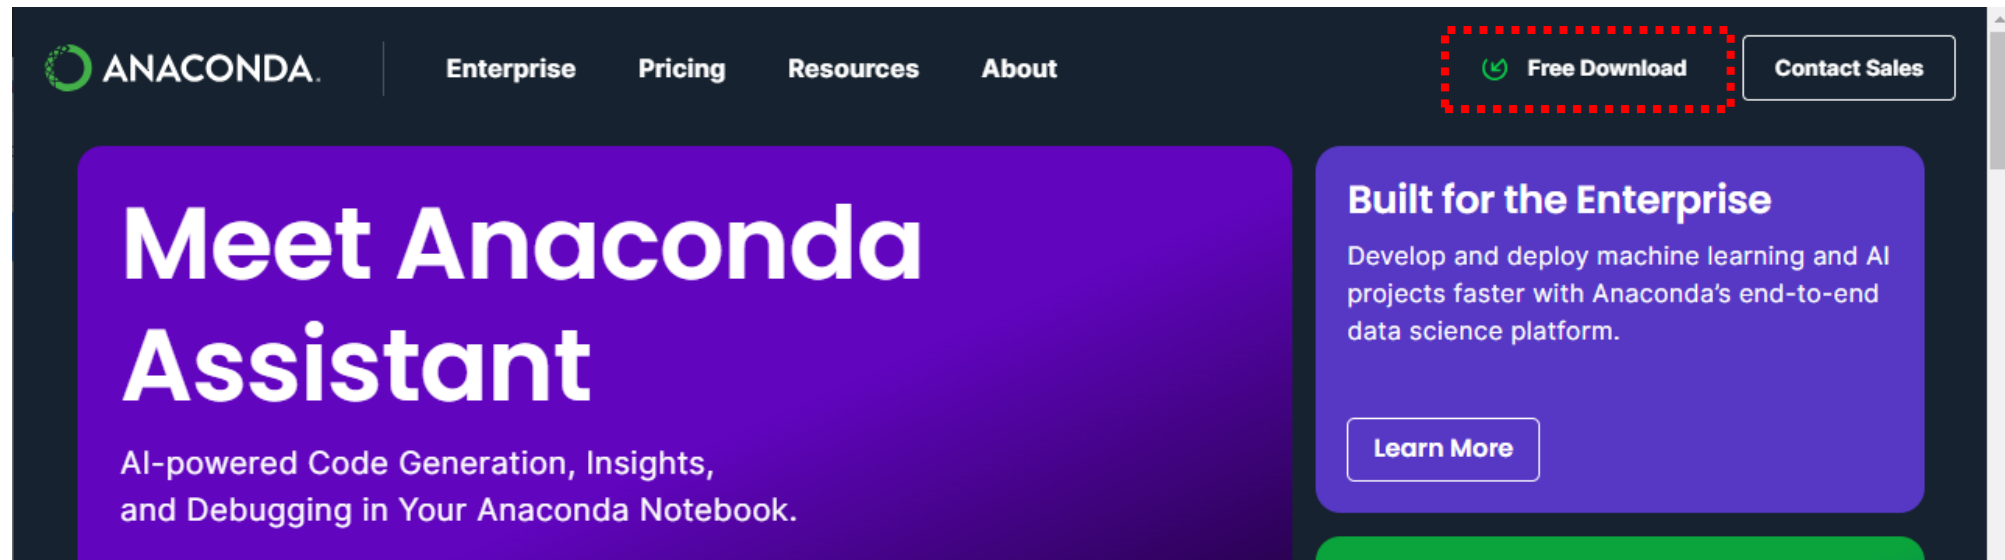 ANACONDA.
Enterprise
Pricing
Resources
About
Free Download
Contact Sales
Meet Anaconda
Assistant
AI-powered Code Generation, Insights,
and Debugging in Your Anaconda Notebook.
Built for the Enterprise
Develop and deploy machine learning and AI
projects faster with Anaconda’s end-to-end
data science platform.
Learn More